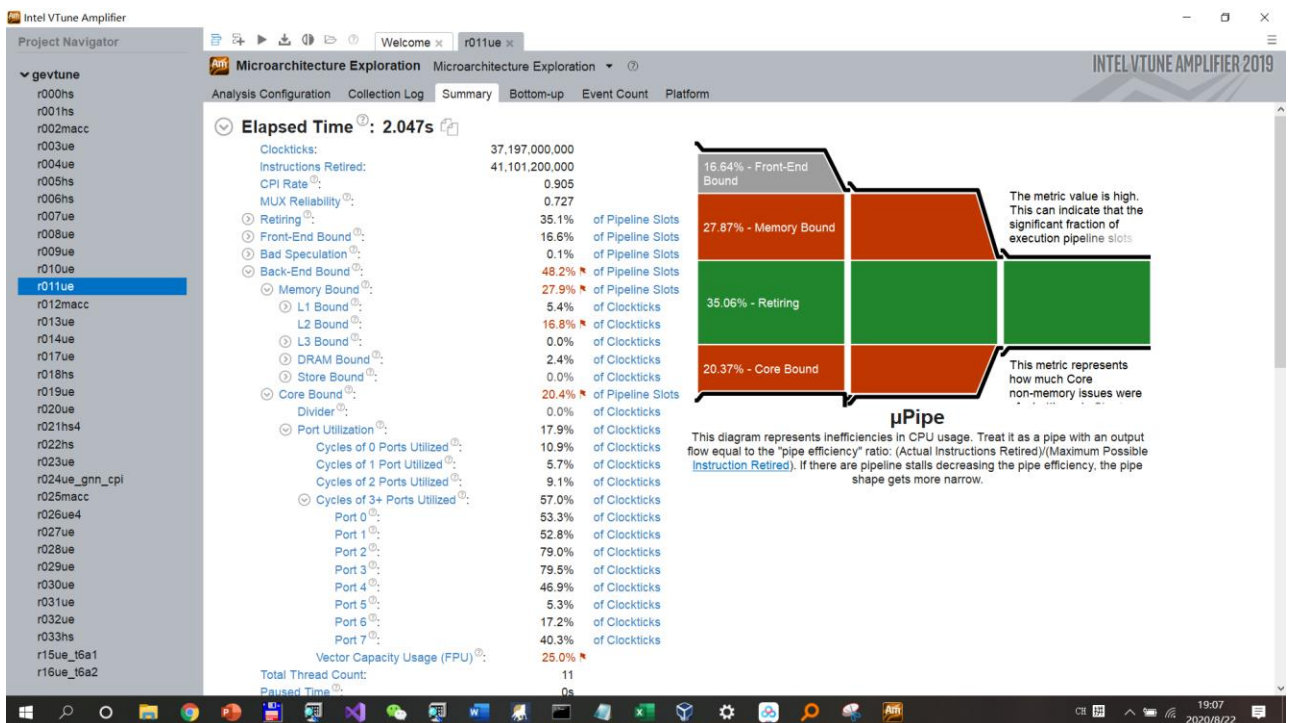 Intel VTune Amplifier
Project Navigator
Welcome × r011ue ×
Microarchitecture Exploration Microarchitecture Exploration
INTEL VTUNE AMPLIFIER 2019
Analysis Configuration Collection Log Summary Bottom-up Event Count Platform
gevtune
r000hs
r001hs
r002macc
r003ue
r004ue
r005hs
r006hs
r007ue
r008ue
r009ue
r010ue
r011ue
r012macc
r013ue
r014ue
r017ue
r018hs
r019ue
r020ue
r021hs4
r022hs
r023ue
r024ue_gnn_cpi
r025macc
r026ue4
r027ue
r028ue
r029ue
r030ue
r031ue
r032ue
r033hs
r15ue_t6a1
r16ue_t6a2
Elapsed Time: 2.047s
Clockticks: 37,197,000,000
Instructions Retired: 41,101,200,000
CPI Rate: 0.905
MUX Reliability: 0.727
Retiring: 35.1% of Pipeline Slots
Front-End Bound: 16.6% of Pipeline Slots
Bad Speculation: 0.1% of Pipeline Slots
Back-End Bound: 48.2% of Pipeline Slots
Memory Bound: 27.9% of Pipeline Slots
L1 Bound: 5.4% of Clockticks
L2 Bound: 16.8% of Clockticks
L3 Bound: 0.0% of Clockticks
DRAM Bound: 2.4% of Clockticks
Store Bound: 0.0% of Clockticks
Core Bound: 20.4% of Pipeline Slots
Divider: 0.0% of Clockticks
Port Utilization: 17.9% of Clockticks
Cycles of 0 Ports Utilized: 10.9% of Clockticks
Cycles of 1 Port Utilized: 5.7% of Clockticks
Cycles of 2 Ports Utilized: 9.1% of Clockticks
Cycles of 3+ Ports Utilized: 57.0% of Clockticks
Port 0: 53.3% of Clockticks
Port 1: 52.8% of Clockticks
Port 2: 79.0% of Clockticks
Port 3: 79.5% of Clockticks
Port 4: 46.9% of Clockticks
Port 5: 5.3% of Clockticks
Port 6: 17.2% of Clockticks
Port 7: 40.3% of Clockticks
Vector Capacity Usage (FPU): 25.0%
Total Thread Count: 11
Paused Time: 0s
16.64% - Front-End
Bound
27.87% - Memory Bound
35.06% - Retiring
20.37% - Core Bound
The metric value is high.
This can indicate that the
significant fraction of
execution pipeline slots
This metric represents
how much Core
non-memory issues were
µPipe
This diagram represents inefficiencies in CPU usage. Treat it as a pipe with an output
flow equal to the "pipe efficiency" ratio: (Actual Instructions Retired)/(Maximum Possible
Instruction Retired). If there are pipeline stalls decreasing the pipe efficiency, the pipe
shape gets more narrow.
CH
19:07
2020/8/22